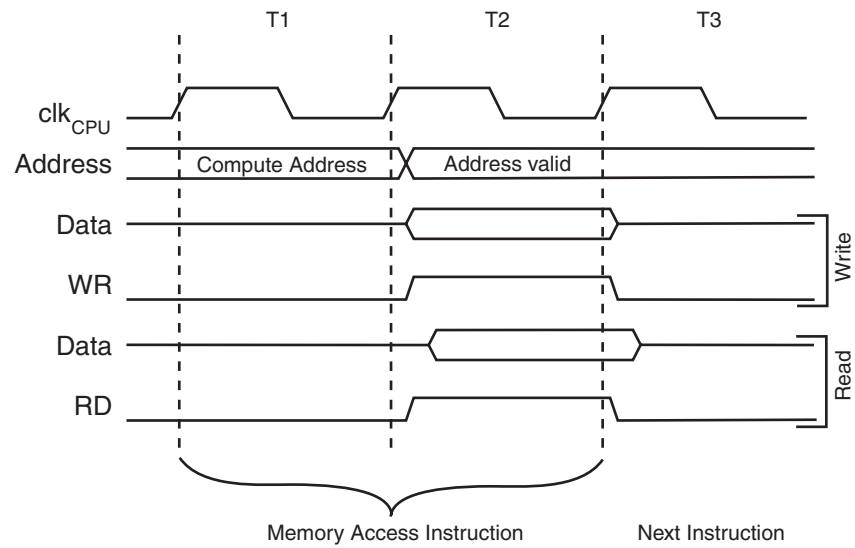 T1 T2 T3
clkCPU
Address Compute Address Address valid
Data
WR
Write
Data
RD
Read
Memory Access Instruction Next Instruction